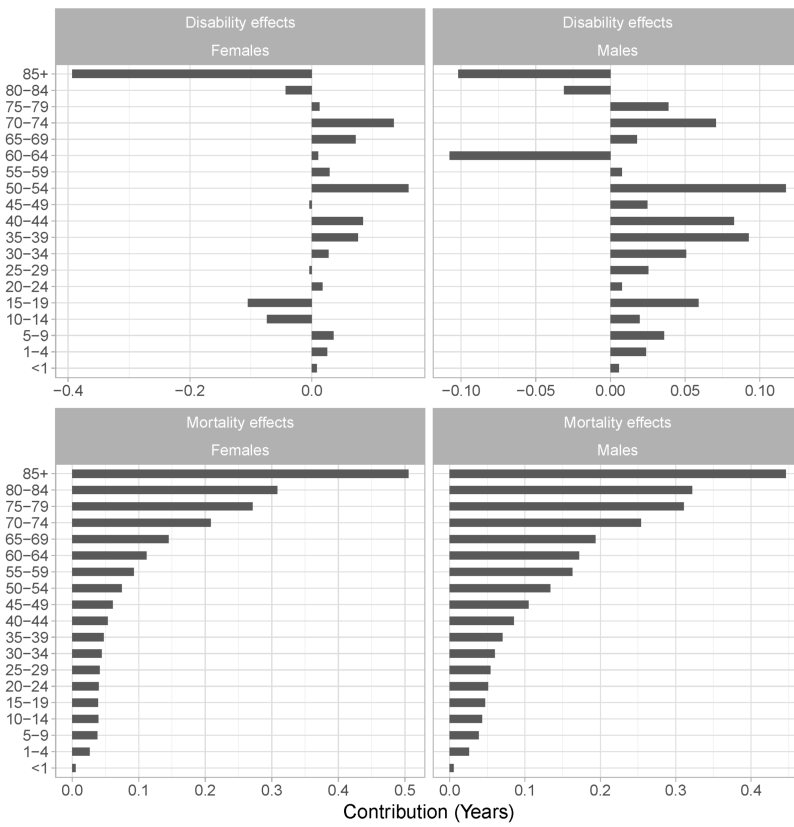 Disability effects
Disability effects
Females
Males
85+
80−84
75−79
70−74
65−69
60−64
55−59
50−54
45−49
40−44
35−39
30−34
25−29
20−24
15−19
10−14
5−9
1−4
<1
−0.4 −0.2 0.0
−0.10 −0.05 0.00 0.05 0.10
Mortality effects
Mortality effects
Females
Males
85+
80−84
75−79
70−74
65−69
60−64
55−59
50−54
45−49
40−44
35−39
30−34
25−29
20−24
15−19
10−14
5−9
1−4
<1
0.0 0.1 0.2 0.3 0.4 0.5
0.0 0.1 0.2 0.3 0.4
Contribution (Years)